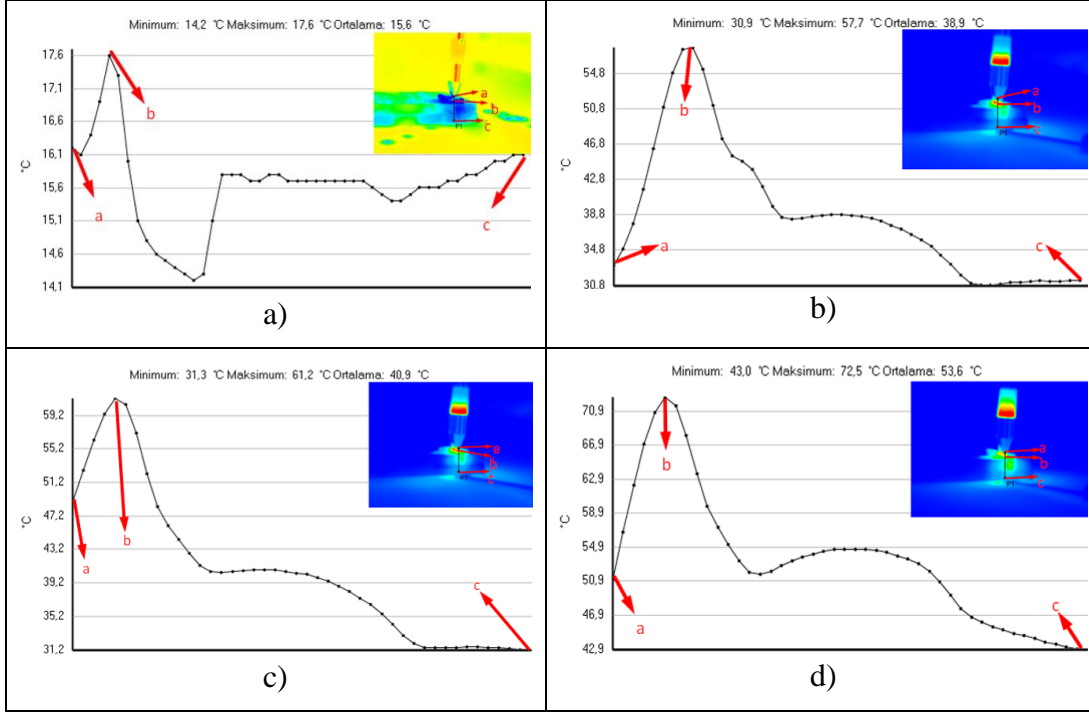 Minimum: 14,2 °C Maksimum: 17,6 °C Ortalama: 15,6 °C
17,6
17,1
16,6
16,1
15,6
15,1
14,6
14,1
°C
a
b
c
a
b
c
P1
a)
Minimum: 30,9 °C Maksimum: 57,7 °C Ortalama: 38,9 °C
54,8
50,8
46,8
42,8
38,8
34,8
30,8
°C
a
b
c
a
b
P1
b)
Minimum: 31,3 °C Maksimum: 61,2 °C Ortalama: 40,9 °C
59,2
55,2
51,2
47,2
43,2
39,2
35,2
31,2
°C
a
b
c
a
b
c
P1
c)
Minimum: 43,0 °C Maksimum: 72,5 °C Ortalama: 53,6 °C
70,9
66,9
62,9
58,9
54,9
50,9
46,9
42,9
°C
a
b
c
a
b
c
P1
d)